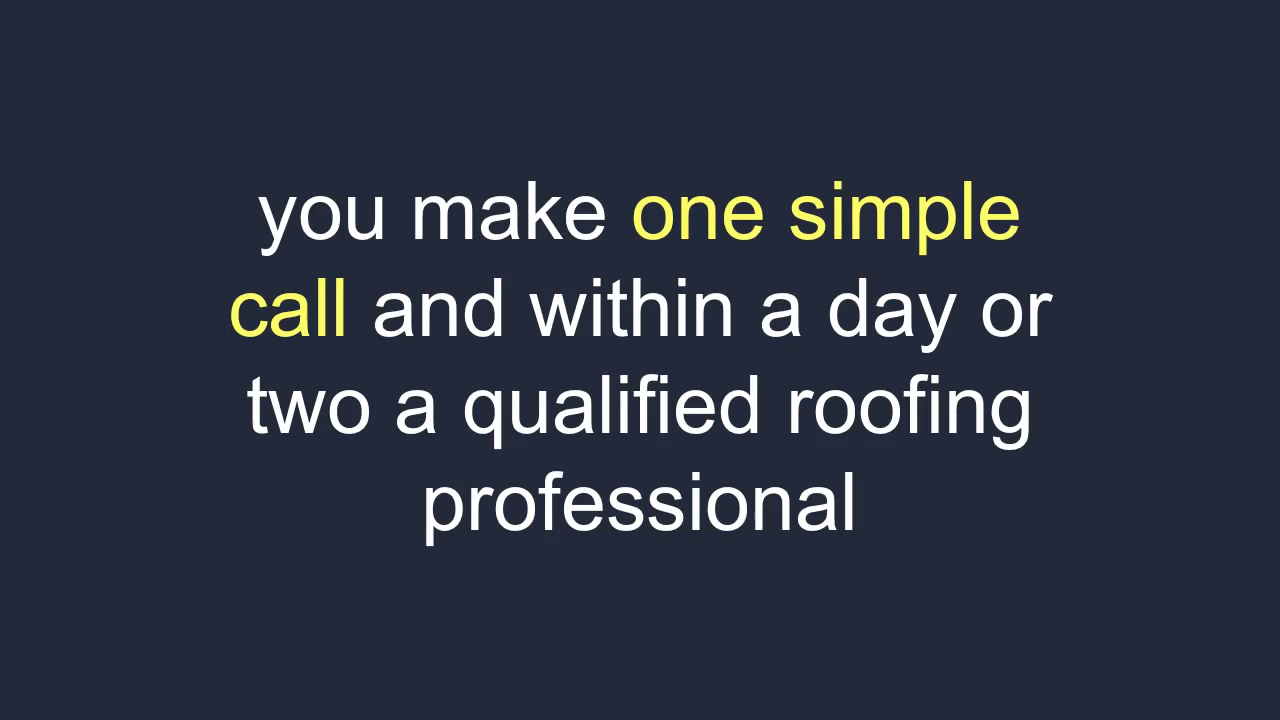 you make one simple
call and within a day or
two a qualified roofing
professional